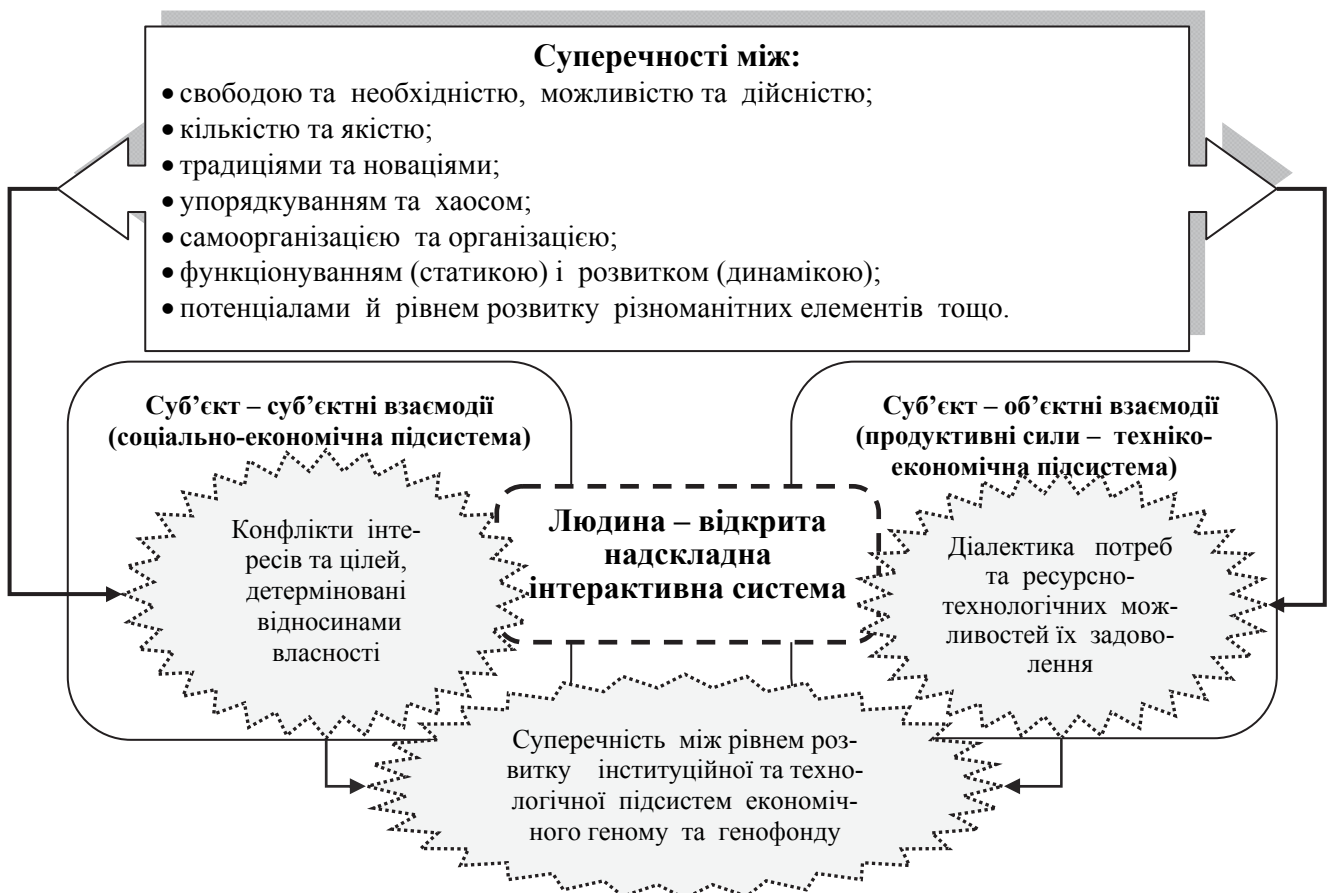 Суперечності між:
• свободою та необхідністю, можливістю та дійсністю;
• кількістю та якістю;
• традиціями та новаціями;
• упорядкуванням та хаосом;
• самоорганізацією та організацією;
• функціонуванням (статикою) і розвитком (динамікою);
• потенціалами й рівнем розвитку різноманітних елементів тощо.
Суб’єкт – суб’єктні взаємодії
(соціально-економічна підсистема)
Суб’єкт – об’єктні взаємодії
(продуктивні сили – техніко-
економічна підсистема)
Конфлікти інте-
ресів та цілей,
детерміновані
відносинами
власності
Людина – відкрита
надскладна
інтерактивна система
Діалектика потреб
та ресурсно-
технологічних мож-
ливостей їх задово-
лення
Суперечність між рівнем роз-
витку інституційної та техно-
логічної підсистем економіч-
ного геному та генофонду